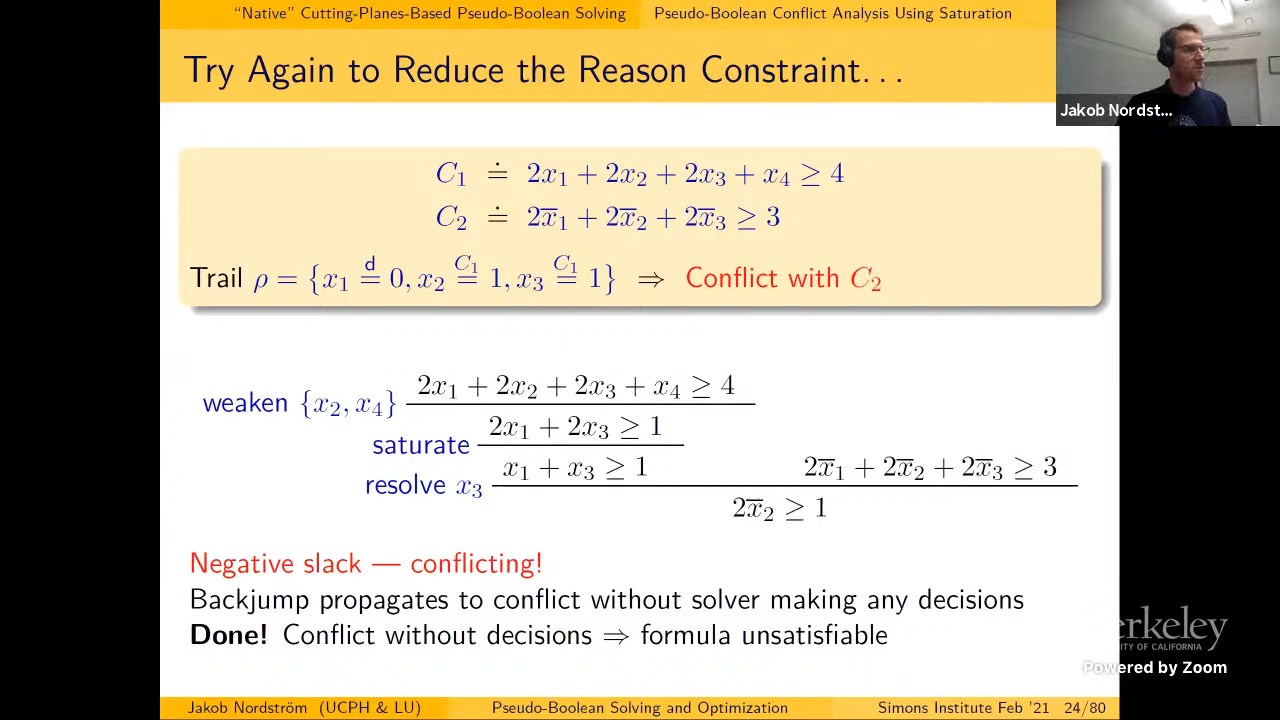 “Native” Cutting-Planes-Based Pseudo-Boolean Solving Pseudo-Boolean Conflict Analysis Using Saturation
Try Again to Reduce the Reason Constraint. . .
Jakob Nordst...
C₁ ≐ 2x₁ + 2x₂ + 2x₃ + x₄ ≥ 4
C₂ ≐ 2x̅₁ + 2x̅₂ + 2x̅₃ ≥ 3
Trail ρ = {x₁ =ᵈ 0, x₂ =^C₁ 1, x₃ =^C₁ 1} ⇒ Conflict with C₂
weaken {x₂, x₄} 2x₁ + 2x₂ + 2x₃ + x₄ ≥ 4
2x₁ + 2x₃ ≥ 1
saturate
x₁ + x₃ ≥ 1 2x̅₁ + 2x̅₂ + 2x̅₃ ≥ 3
resolve x₃
2x̅₂ ≥ 1
Negative slack — conflicting!
Backjump propagates to conflict without solver making any decisions
Done! Conflict without decisions ⇒ formula unsatisfiable
erkeley
TY OF CALIFORNIA
Powered by Zoom
Jakob Nordström (UCPH & LU) Pseudo-Boolean Solving and Optimization Simons Institute Feb ’21 24/80